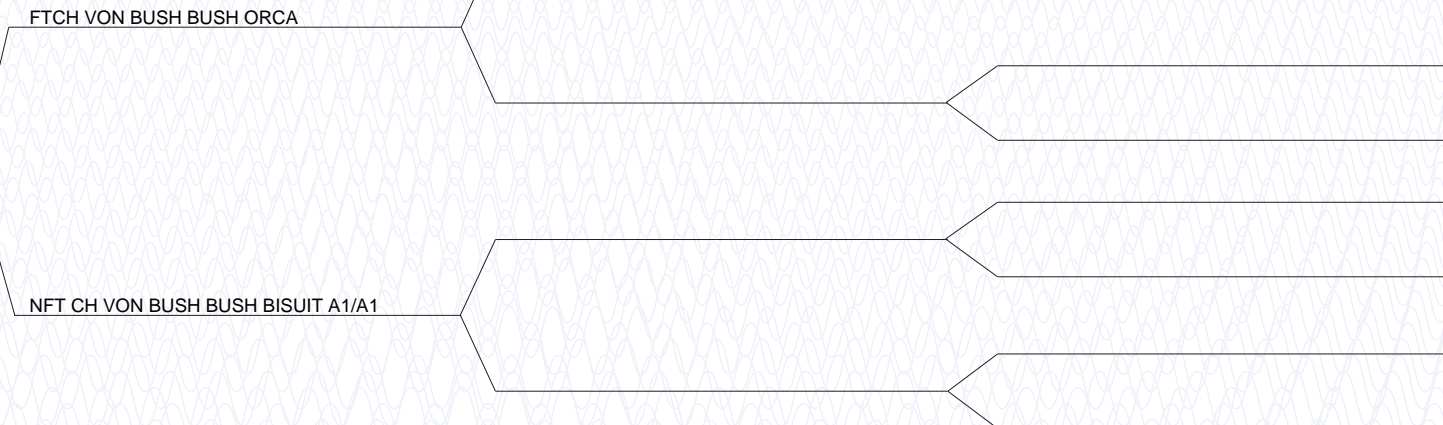 FTCH VON BUSH BUSH ORCA
NFT CH VON BUSH BUSH BISUIT A1/A1